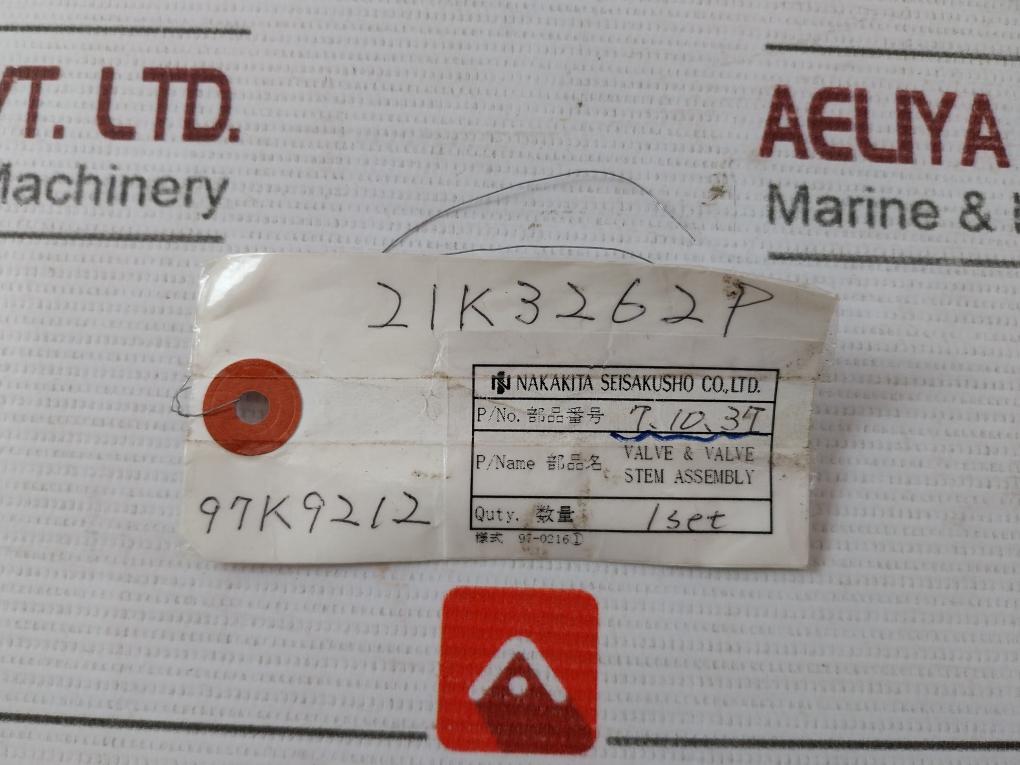 VT. LTD.
Machinery
AELIYA
Marine &
21K3262P
NAKAKITA SEISAKUSHO CO., LTD.
P/No. 部品番号 7、10、37
P/Name 部品名 VALVE & VALVE
STEM ASSEMBLY
Quty. 数量 1set
様式 97-0216①
97K9212